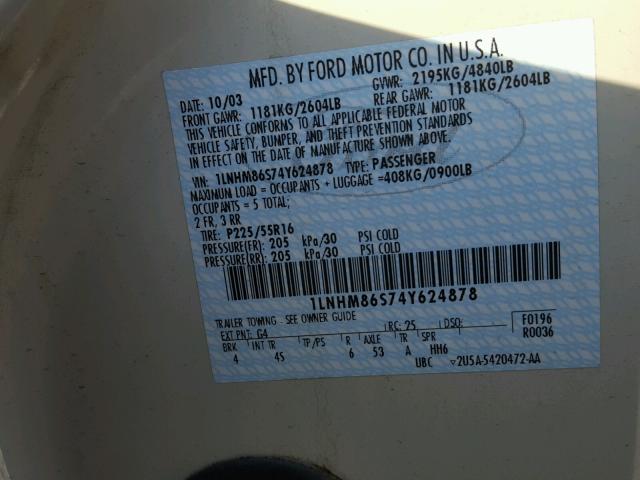 MFD. BY FORD MOTOR CO. IN U.S.A.
DATE: 10/03 GVWR: 2195KG/4840LB
FRONT GAWR: 1181KG/2604LB REAR GAWR: 1181KG/2604LB
THIS VEHICLE CONFORMS TO ALL APPLICABLE FEDERAL MOTOR
VEHICLE SAFETY, BUMPER, AND THEFT PREVENTION STANDARDS
IN EFFECT ON THE DATE OF MANUFACTURE SHOWN ABOVE.
VIN: 1LNHM86S74Y624878 TYPE: PASSENGER
MAXIMUM LOAD = OCCUPANTS + LUGGAGE =408KG/0900LB
OCCUPANTS = 5 TOTAL;
2 FR, 3 RR
TIRE: P225/55R16
PRESSURE(FR): 205 kPa/30 PSI COLD
PRESSURE(RR): 205 kPa/30 PSI COLD
1LNHM86S74Y624878
TRAILER TOWING - SEE OWNER GUIDE
EXT PNT: G4 RC: 25 DSO: F0196
BRK INT TR TP/PS R AXLE TR SPR R0036
4 4S 6 53 A HH6
UBC ▽2U5A-5420472-AA